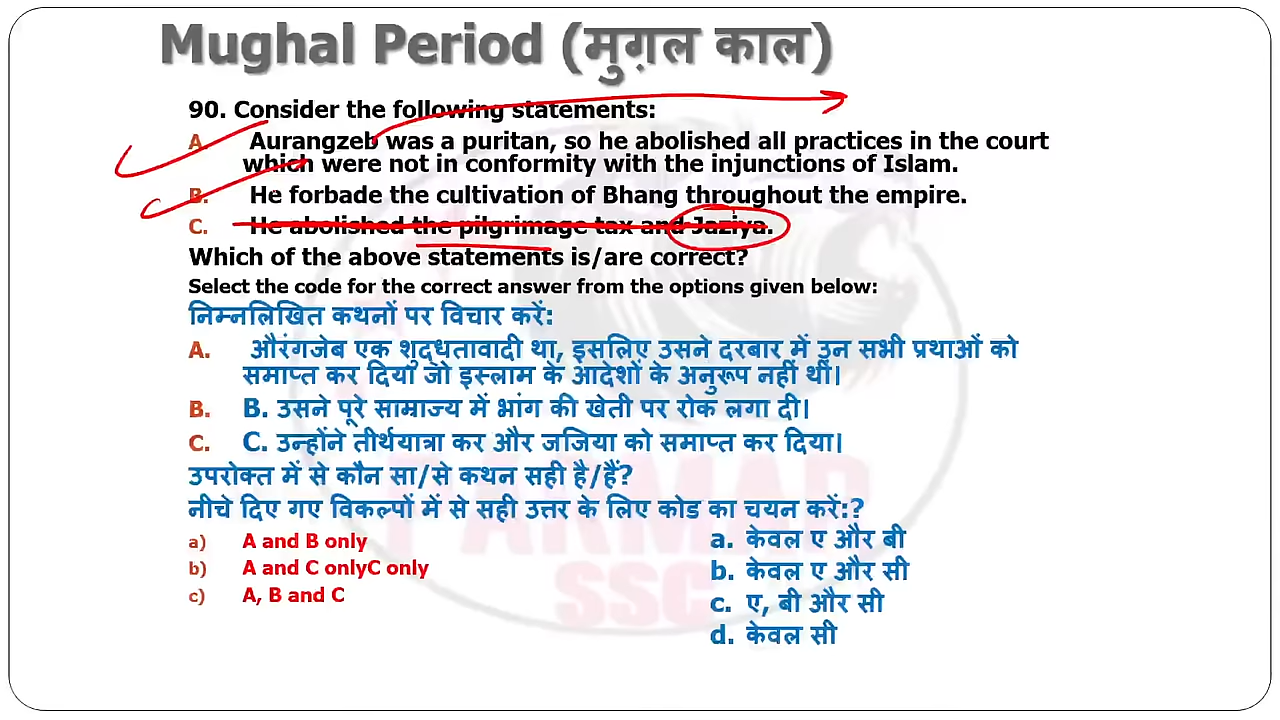 Mughal Period (मुग़ल काल)
90. Consider the following statements:
A. Aurangzeb was a puritan, so he abolished all practices in the court
which were not in conformity with the injunctions of Islam.
B. He forbade the cultivation of Bhang throughout the empire.
C. He abolished the pilgrimage tax and Jaziya.
Which of the above statements is/are correct?
Select the code for the correct answer from the options given below:
निम्नलिखित कथनों पर विचार करें:
A. औरंगजेब एक शुद्धतावादी था, इसलिए उसने दरबार में उन सभी प्रथाओं को
समाप्त कर दिया जो इस्लाम के आदेशों के अनुरूप नहीं थीं।
B. B. उसने पूरे साम्राज्य में भांग की खेती पर रोक लगा दी।
C. C. उन्होंने तीर्थयात्रा कर और जजिया को समाप्त कर दिया।
उपरोक्त में से कौन सा/से कथन सही है/हैं?
नीचे दिए गए विकल्पों में से सही उत्तर के लिए कोड का चयन करें:?
a) A and B only
b) A and C onlyC only
c) A, B and C
a. केवल ए और बी
b. केवल ए और सी
c. ए, बी और सी
d. केवल सी
PARMAR
SSC